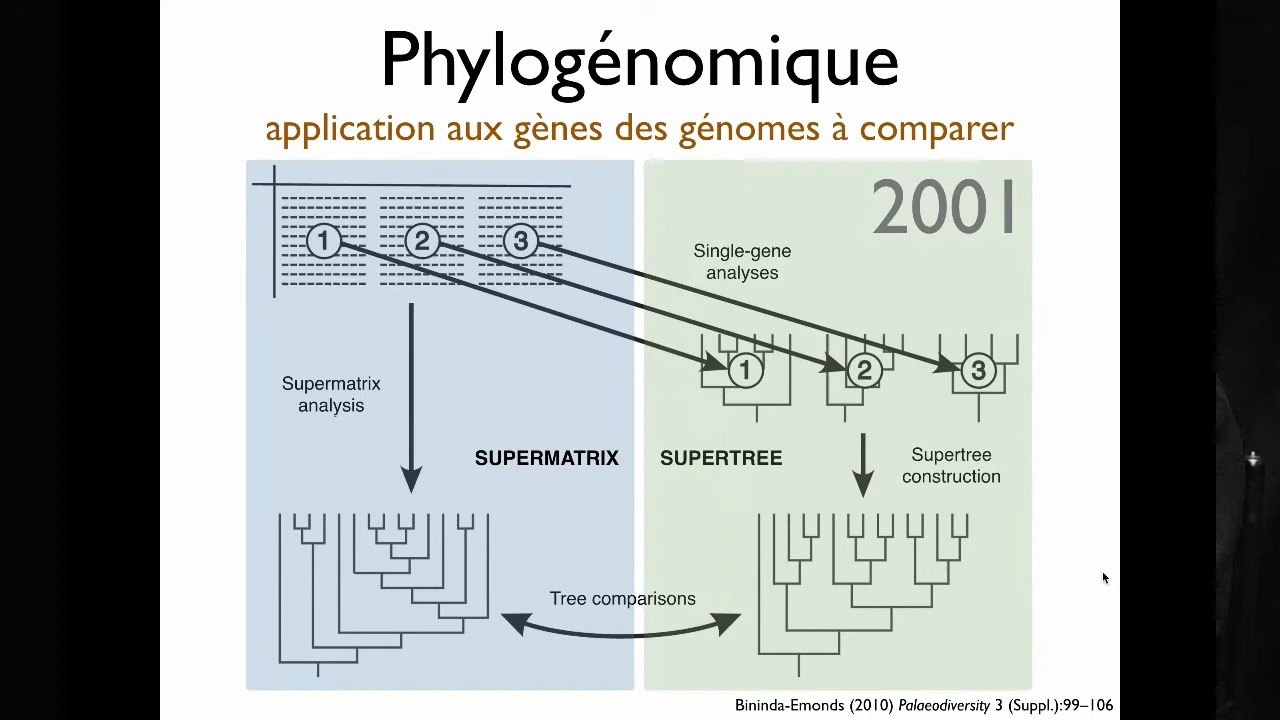 Phylogénomique
application aux gènes des génomes à comparer
2001
1
2
3
Single-gene
analyses
1
2
3
Supermatrix
analysis
SUPERMATRIX
SUPERTREE
Supertree
construction
Tree comparisons
Bininda-Emonds (2010) Palaeodiversity 3 (Suppl.):99–106